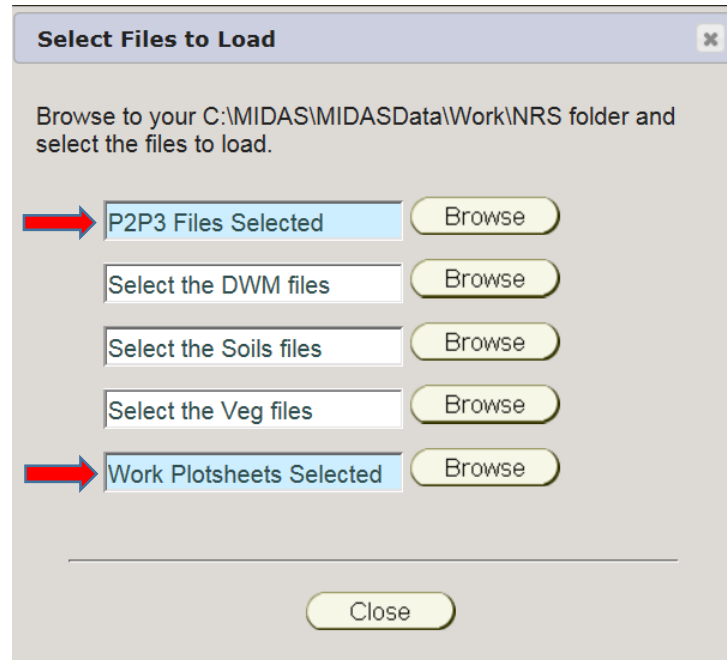 Select Files to Load
Browse to your C:\MIDAS\MIDASData\Work\NRS folder and
select the files to load.
P2P3 Files Selected Browse
Select the DWM files Browse
Select the Soils files Browse
Select the Veg files Browse
Work Plotsheets Selected Browse
Close